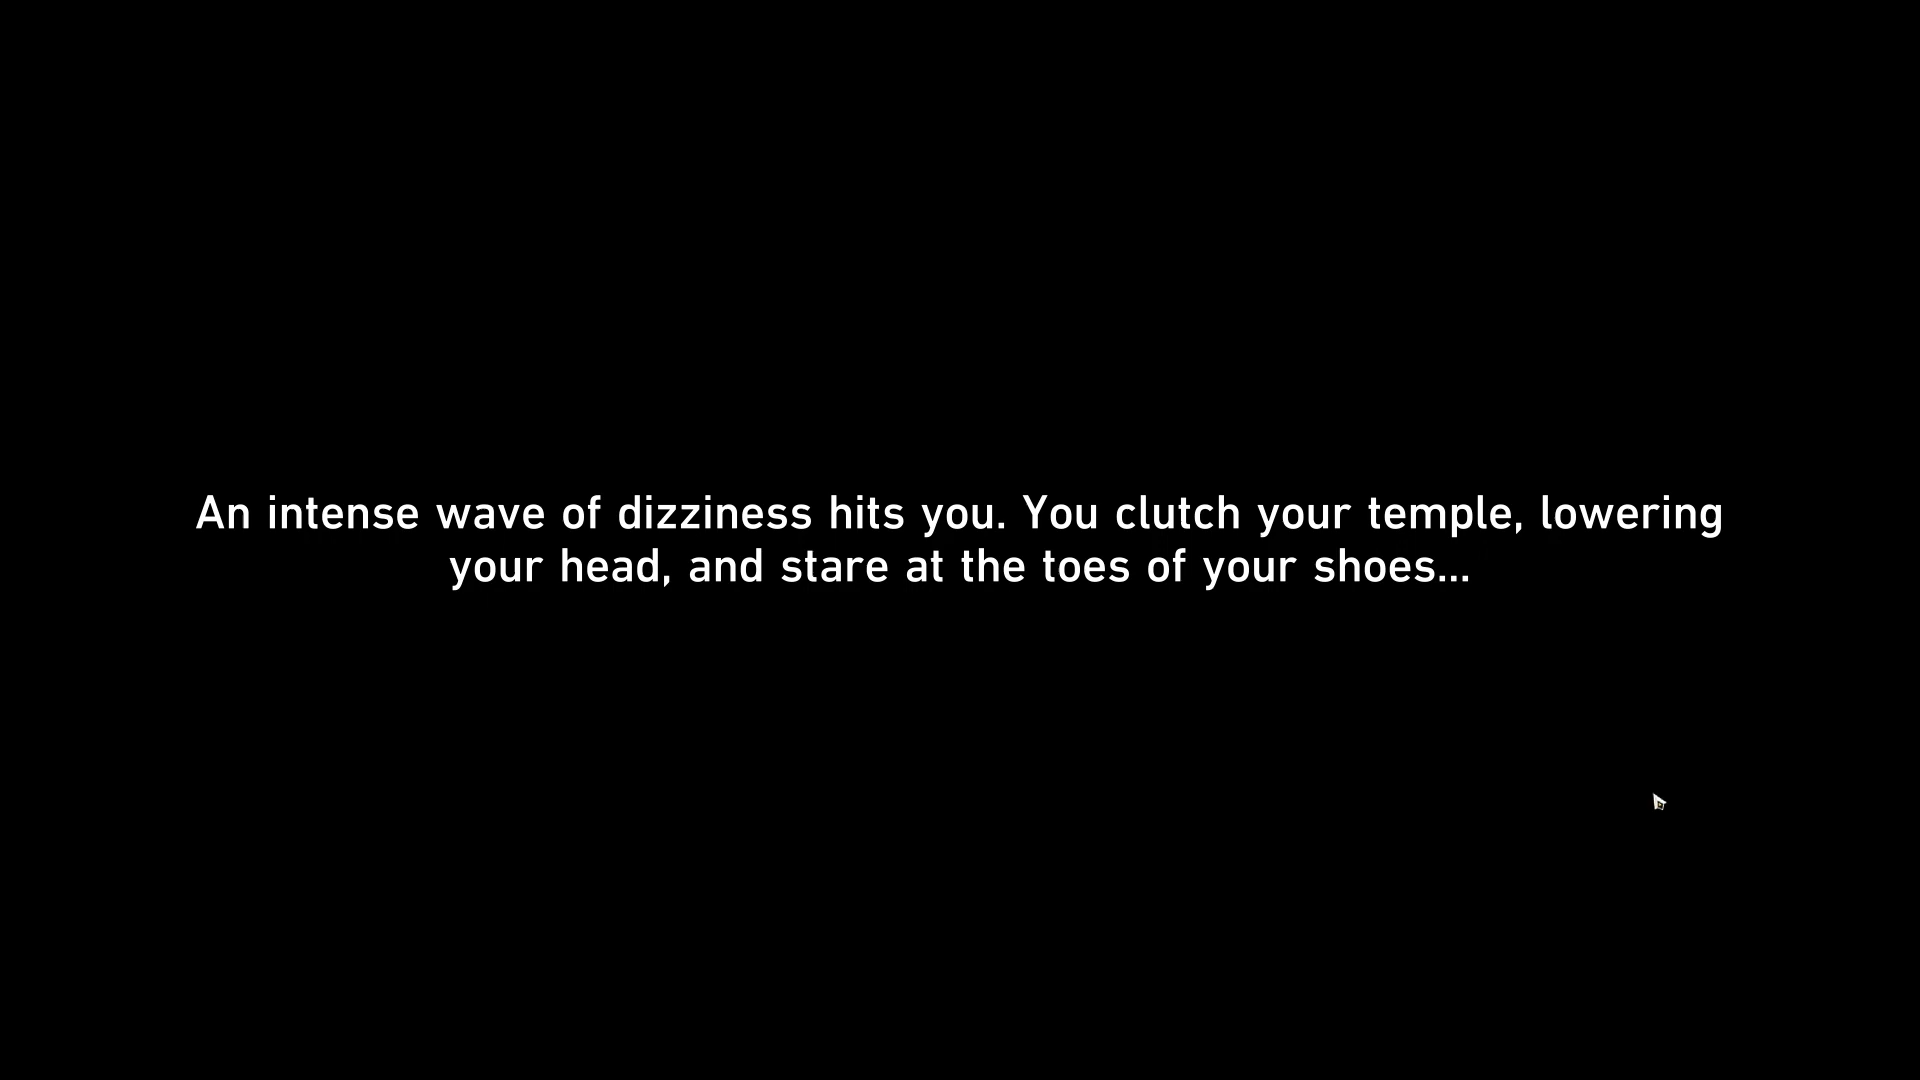 An intense wave of dizziness hits you. You clutch your temple, lowering
your head, and stare at the toes of your shoes...